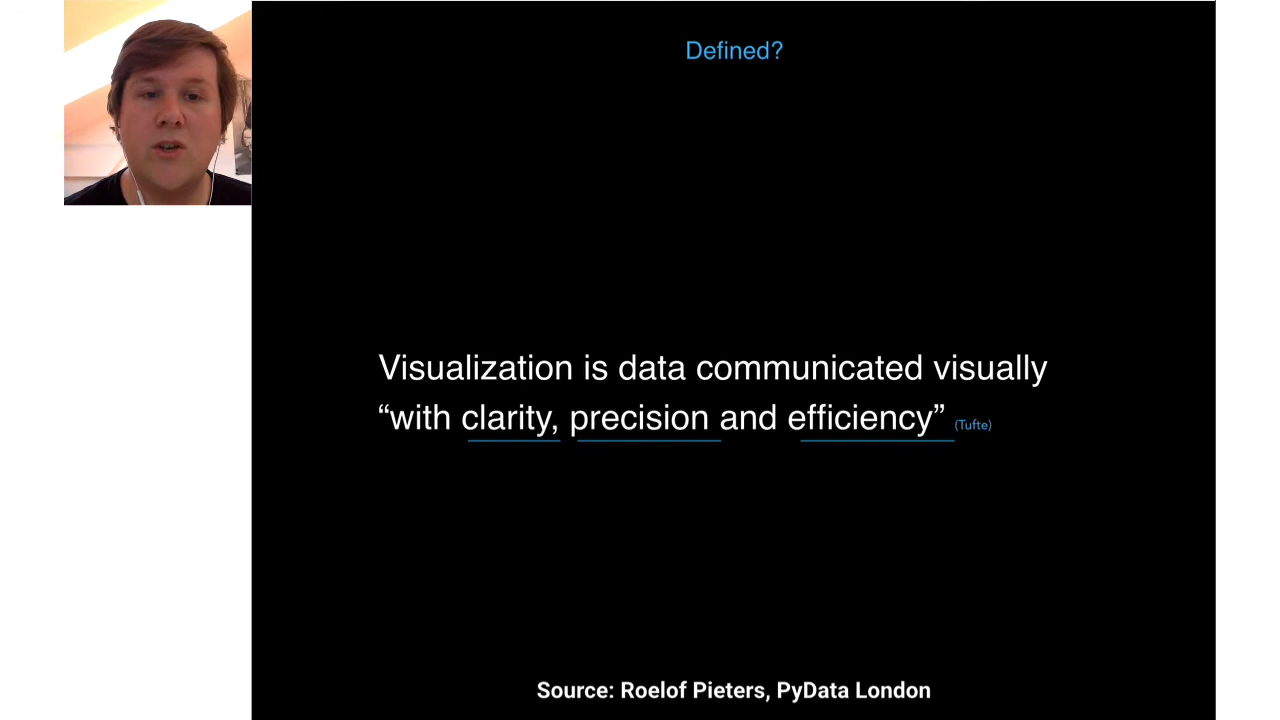 Defined?
Visualization is data communicated visually
“with clarity, precision and efficiency” (Tufte)
Source: Roelof Pieters, PyData London